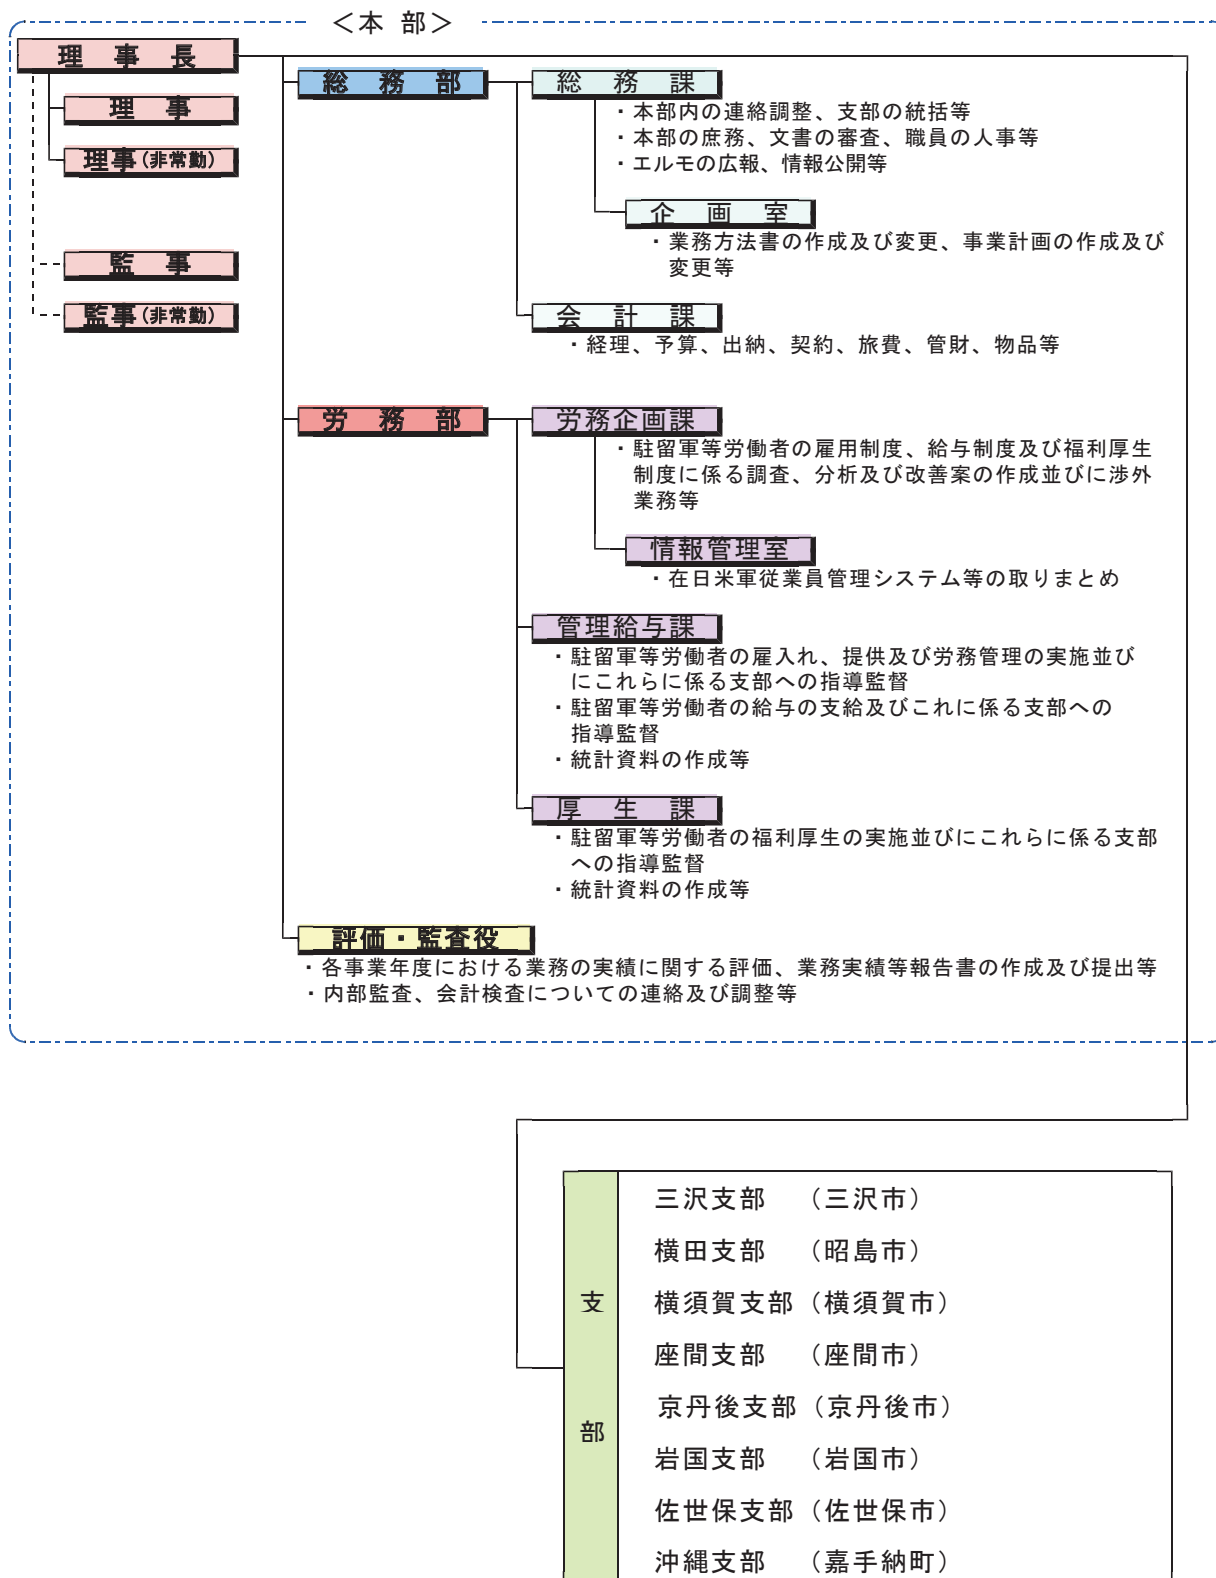 ＜本 部＞
理 事 長
理 事
理事(非常勤)
監 事
監事(非常勤)
総 務 部
総 務 課
・本部内の連絡調整、支部の統括等
・本部の庶務、文書の審査、職員の人事等
・エルモの広報、情報公開等
企 画 室
・業務方法書の作成及び変更、事業計画の作成及び
変更等
会 計 課
・経理、予算、出納、契約、旅費、管財、物品等
労 務 部
労務企画課
・駐留軍等労働者の雇用制度、給与制度及び福利厚生
制度に係る調査、分析及び改善案の作成並びに渉外
業務等
情報管理室
・在日米軍従業員管理システム等の取りまとめ
管理給与課
・駐留軍等労働者の雇入れ、提供及び労務管理の実施並び
にこれらに係る支部への指導監督
・駐留軍等労働者の給与の支給及びこれに係る支部への
指導監督
・統計資料の作成等
厚 生 課
・駐留軍等労働者の福利厚生の実施並びにこれらに係る支部
への指導監督
・統計資料の作成等
評価・監査役
・各事業年度における業務の実績に関する評価、業務実績等報告書の作成及び提出等
・内部監査、会計検査についての連絡及び調整等
支
部
三沢支部 （三沢市）
横田支部 （昭島市）
横須賀支部（横須賀市）
座間支部 （座間市）
京丹後支部（京丹後市）
岩国支部 （岩国市）
佐世保支部（佐世保市）
沖縄支部 （嘉手納町）